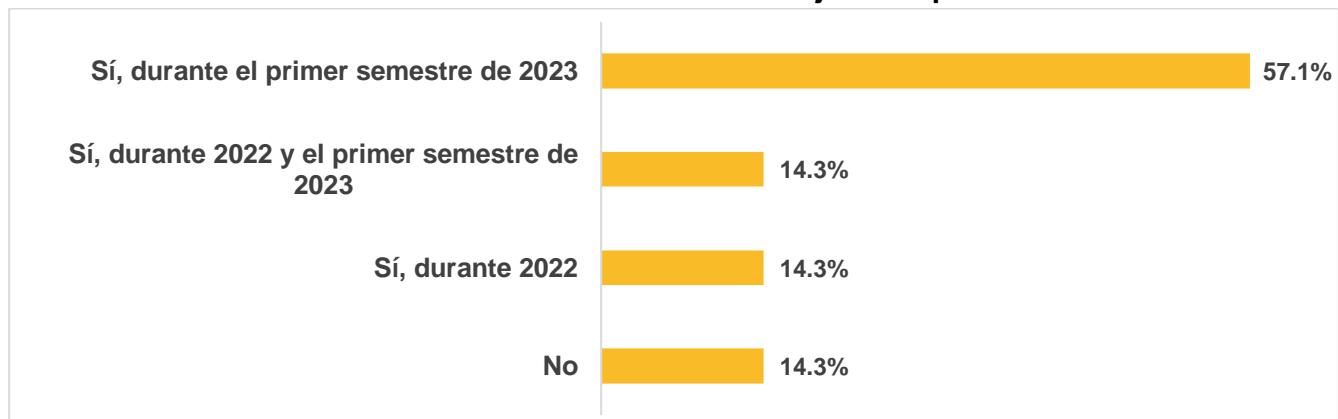 Sí, durante el primer semestre de 2023
57.1%
Sí, durante 2022 y el primer semestre de
2023
14.3%
Sí, durante 2022
14.3%
No
14.3%